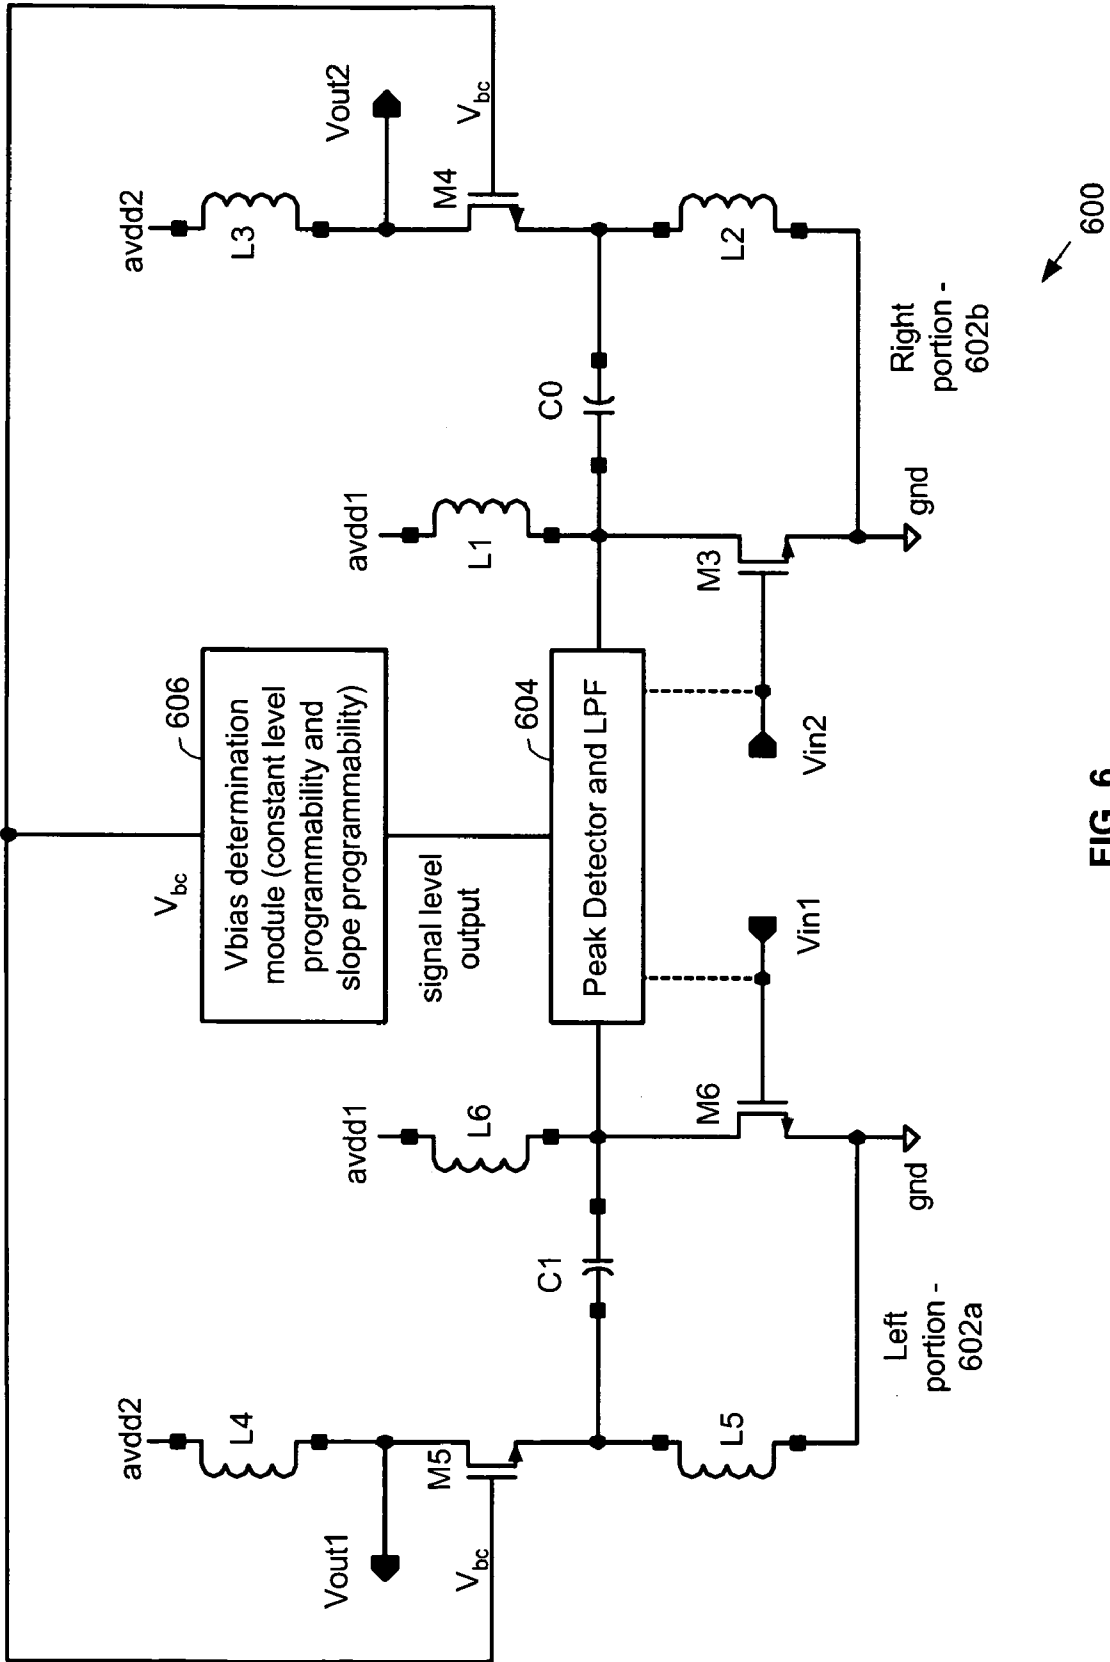 avdd2
L4
Vout1
M5
V_bc
L5
C1
Left
portion -
602a
avdd1
L6
M6
gnd
Vin1
V_bc
606
Vbias determination
module (constant level
programmability and
slope programmability)
signal level
output
604
Peak Detector and LPF
Vin2
avdd1
L1
M3
gnd
C0
avdd2
L3
Vout2
M4
V_bc
L2
Right
portion -
602b
600
FIG. 6